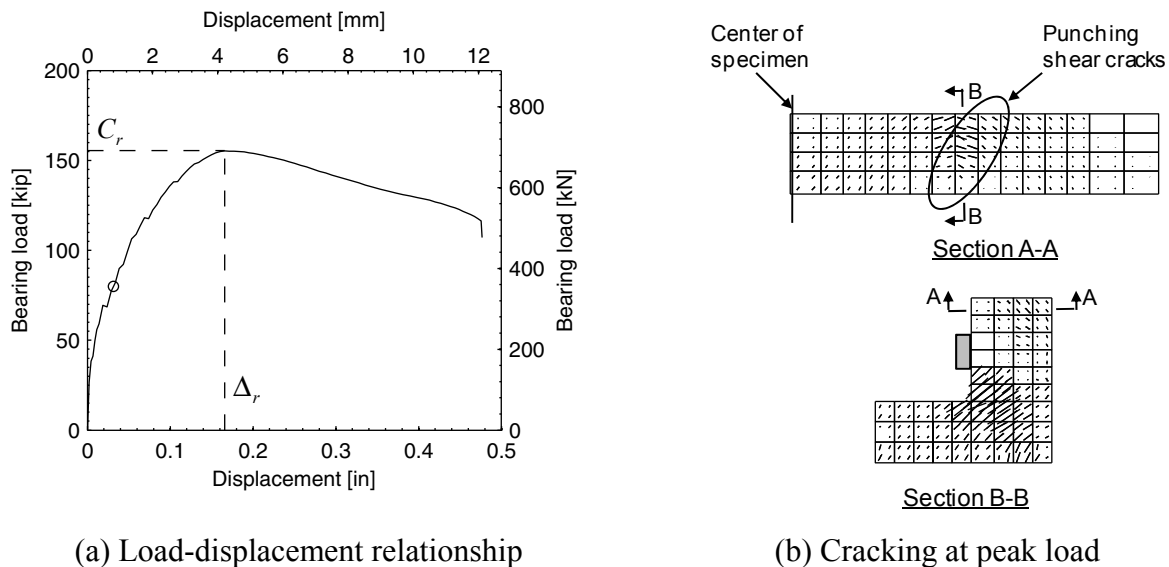 Displacement [mm]
0 2 4 6 8 10 12
200
150
100
50
0
Bearing load [kip]
C_r
Δ_r
800
600
400
200
0
Bearing load [kN]
0 0.1 0.2 0.3 0.4 0.5
Displacement [in]
(a) Load-displacement relationship
Center of
specimen
Punching
shear cracks
B
B
Section A-A
A A
Section B-B
(b) Cracking at peak load